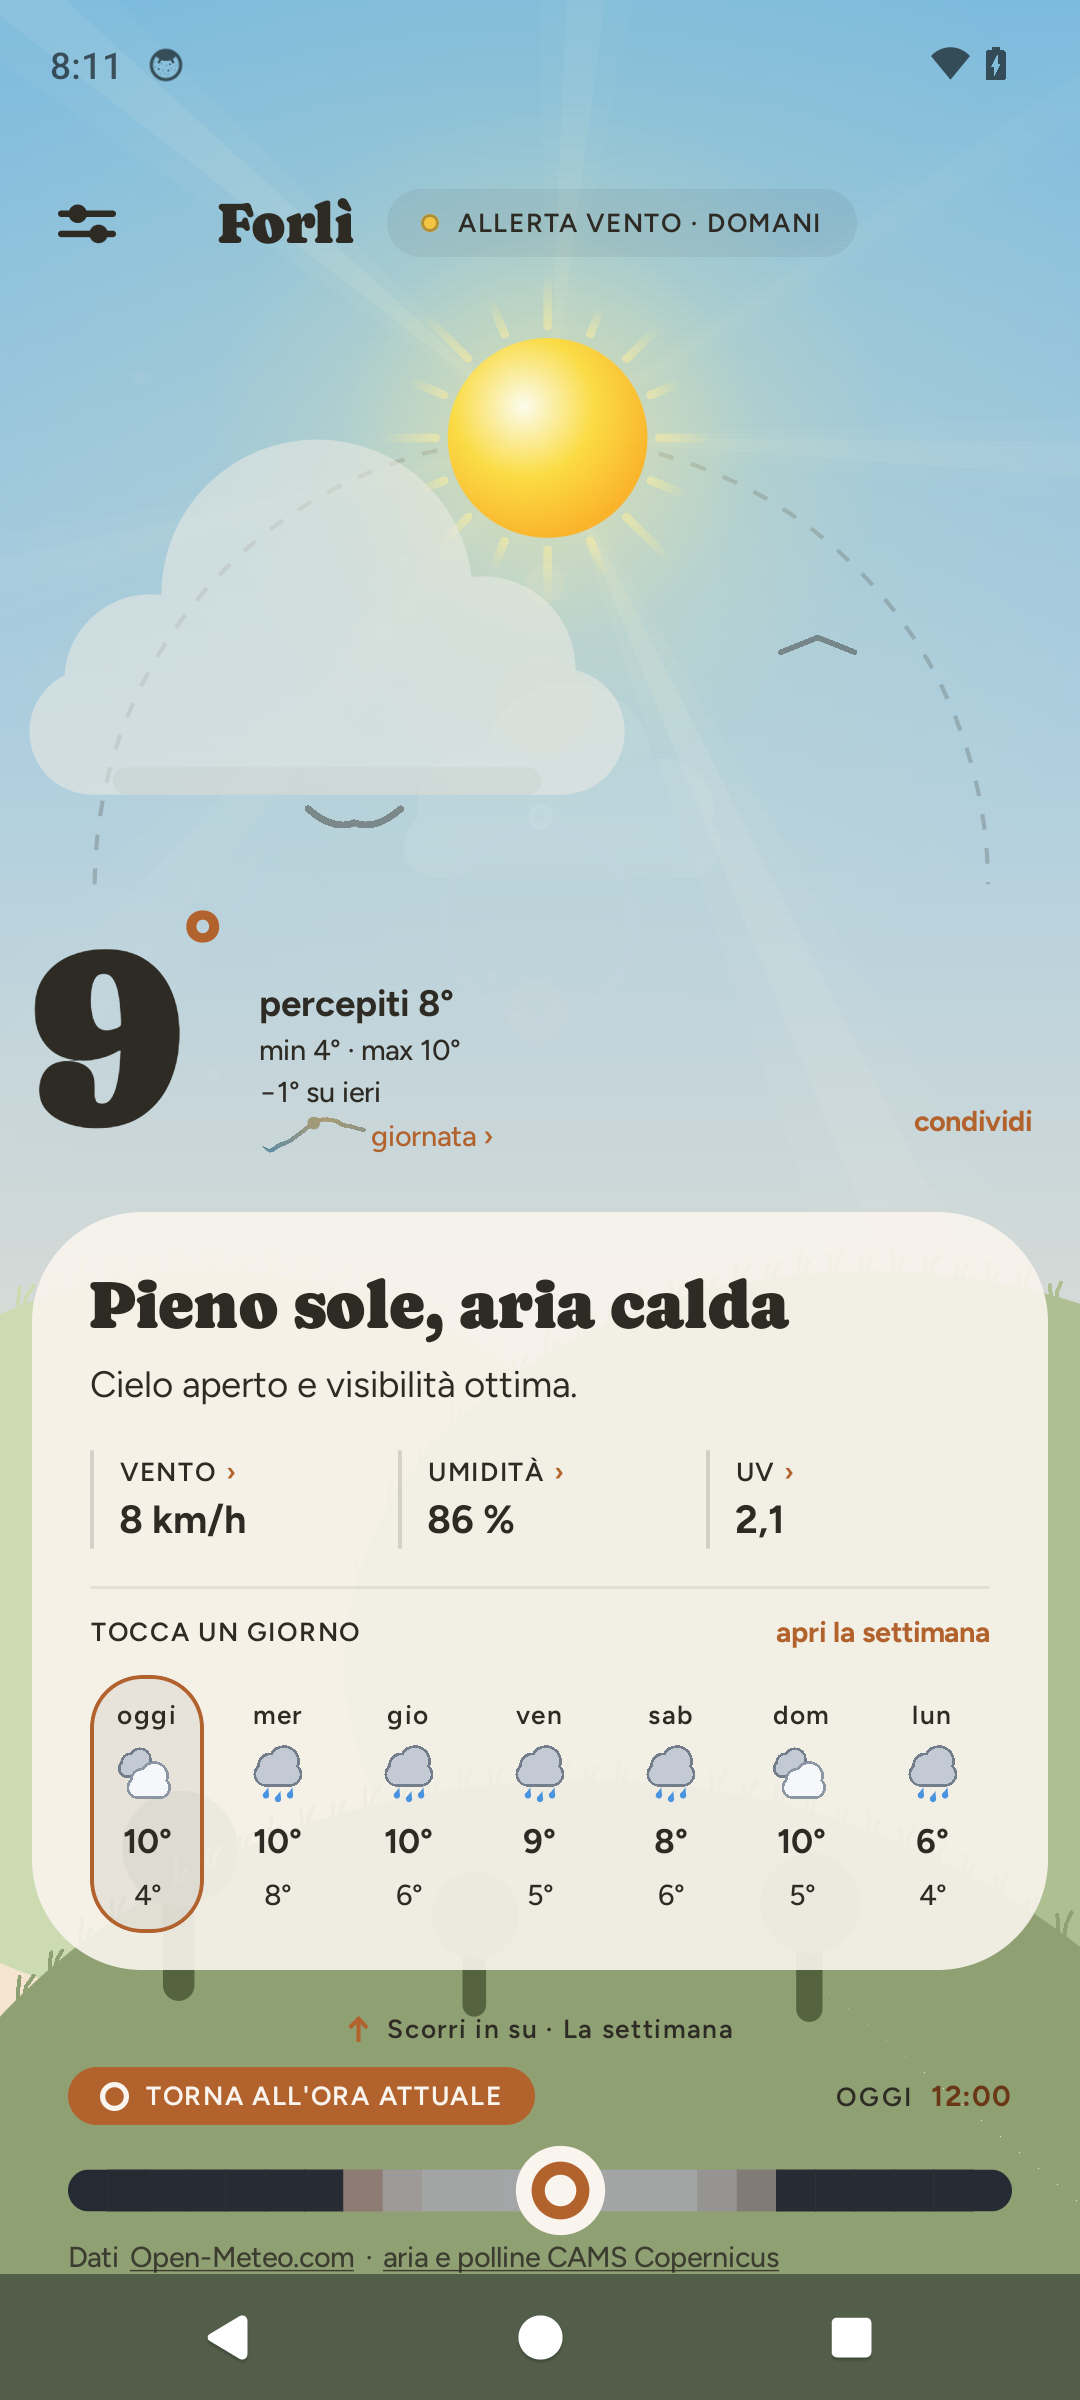 8:11
Forlì
ALLERTA VENTO · DOMANI
9°
percepiti 8°
min 4° · max 10°
−1° su ieri
giornata ›
condividi
Pieno sole, aria calda
Cielo aperto e visibilità ottima.
VENTO › UMIDITÀ › UV ›
8 km/h 86 % 2,1
TOCCA UN GIORNO apri la settimana
oggi mer gio ven sab dom lun
10° 10° 10° 9° 8° 10° 6°
4° 8° 6° 5° 6° 5° 4°
↑ Scorri in su · La settimana
TORNA ALL'ORA ATTUALE OGGI 12:00
Dati Open-Meteo.com · aria e polline CAMS Copernicus